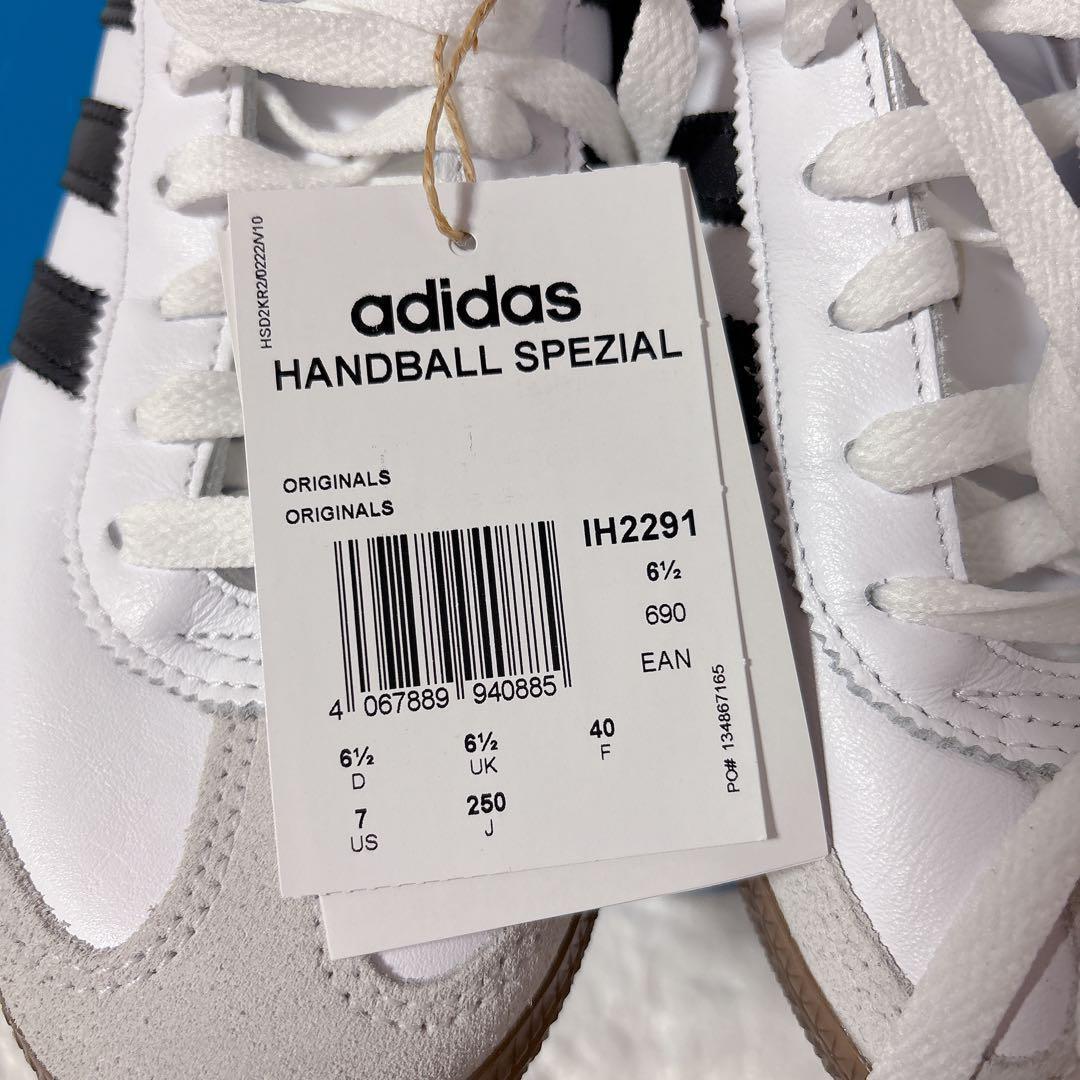 HSD2KR2/0222/V/10
adidas
HANDBALL SPEZIAL
ORIGINALS
ORIGINALS
IH2291
6½
690
EAN
4 067889 940885
6½ D
6½ UK
40 F
7 US
250 J
PO# 134867165